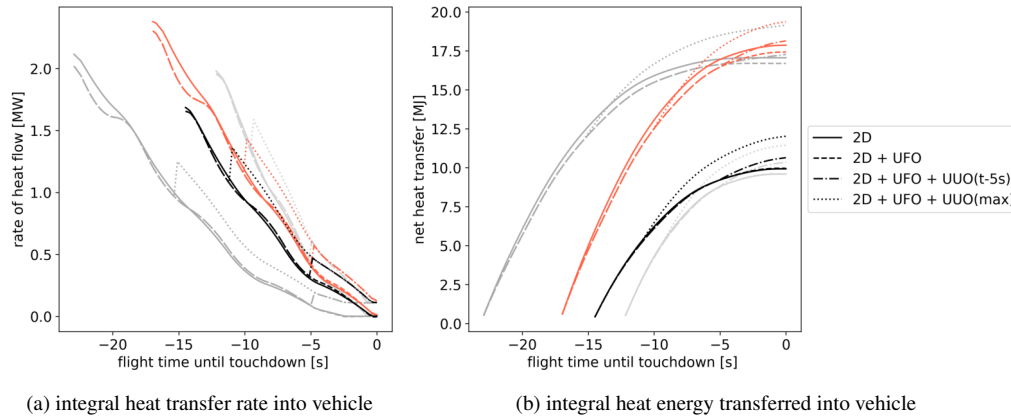 2.0
1.5
1.0
0.5
0.0
rate of heat flow [MW]
−20
−15
−10
−5
0
flight time until touchdown [s]
(a) integral heat transfer rate into vehicle
20.0
17.5
15.0
12.5
10.0
7.5
5.0
2.5
0.0
net heat transfer [MJ]
−20
−15
−10
−5
0
flight time until touchdown [s]
(b) integral heat energy transferred into vehicle
2D
2D + UFO
2D + UFO + UUO(t-5s)
2D + UFO + UUO(max)